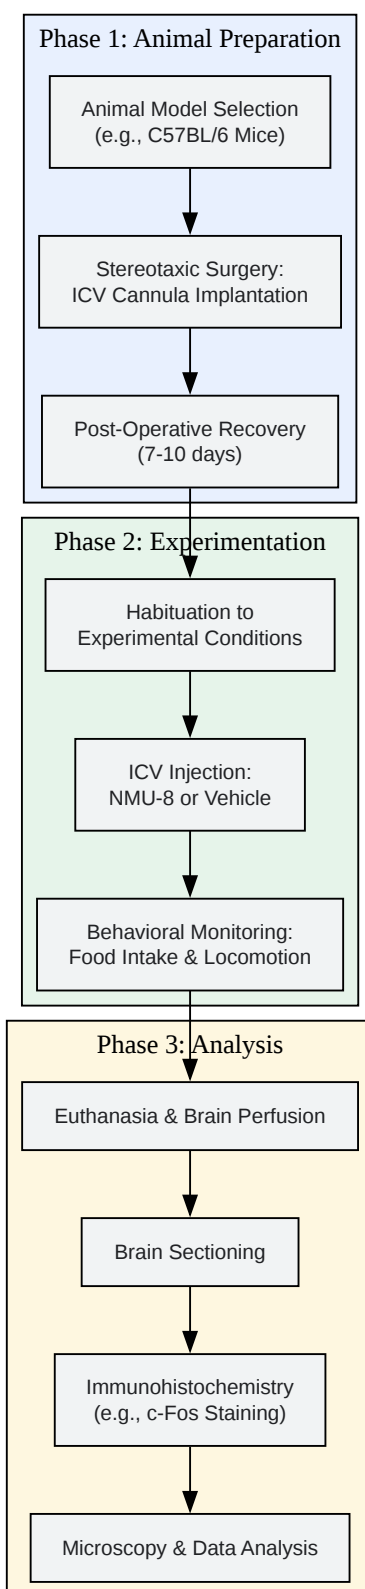 Phase 1: Animal Preparation
Animal Model Selection
(e.g., C57BL/6 Mice)
Stereotaxic Surgery:
ICV Cannula Implantation
Post-Operative Recovery
(7-10 days)
Phase 2: Experimentation
Habituation to
Experimental Conditions
ICV Injection:
NMU-8 or Vehicle
Behavioral Monitoring:
Food Intake & Locomotion
Phase 3: Analysis
Euthanasia & Brain Perfusion
Brain Sectioning
Immunohistochemistry
(e.g., c-Fos Staining)
Microscopy & Data Analysis